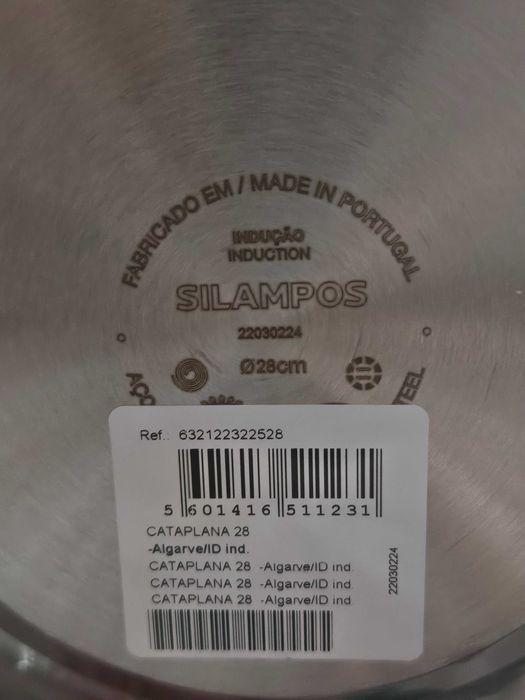 FABRICADO EM / MADE IN PORTUGAL
INDUÇÃO
INDUCTION
SILAMPOS
22030224
Ø28cm
AÇO
STEEL
Ref.: 632122322528
5 601416 511231
CATAPLANA 28
-Algarve/ID ind.
CATAPLANA 28 -Algarve/ID ind.
CATAPLANA 28 -Algarve/ID ind.
CATAPLANA 28 -Algarve/ID ind.
22030224